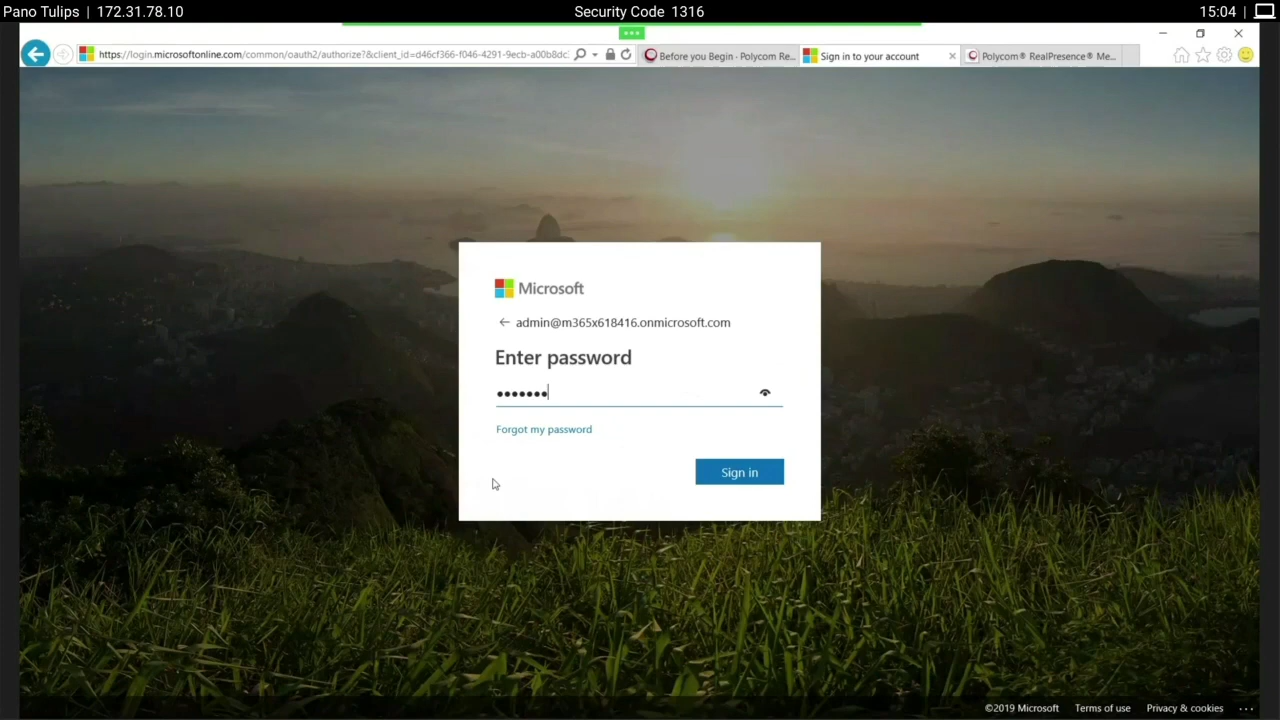 Pano Tulips | 172.31.78.10
Security Code 1316
15:04
https://login.microsoftonline.com/common/oauth2/authorize?&client_id=d46cf366-f046-4291-9ecb-a00b8dc
Before you Begin - Polycom Re...
Sign in to your account
Polycom® RealPresence® Me...
Microsoft
admin@m365x618416.onmicrosoft.com
Enter password
•••••••
Forgot my password
Sign in
©2019 Microsoft
Terms of use
Privacy & cookies
...